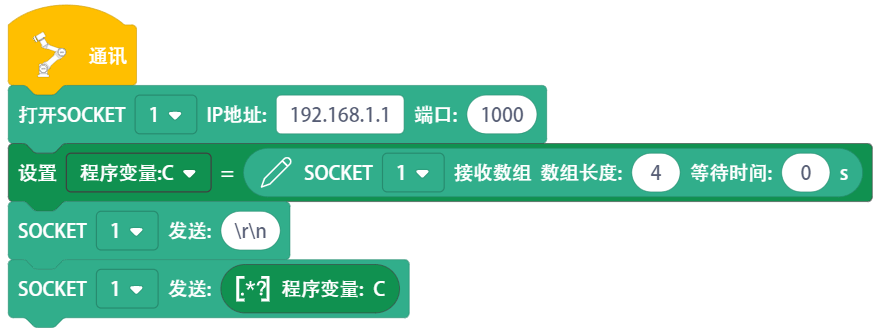 通讯
打开SOCKET 1 IP地址: 192.168.1.1 端口: 1000
设置 程序变量:C = SOCKET 1 接收数组 数组长度: 4 等待时间: 0 s
SOCKET 1 发送: \r\n
SOCKET 1 发送: [.*?] 程序变量: C